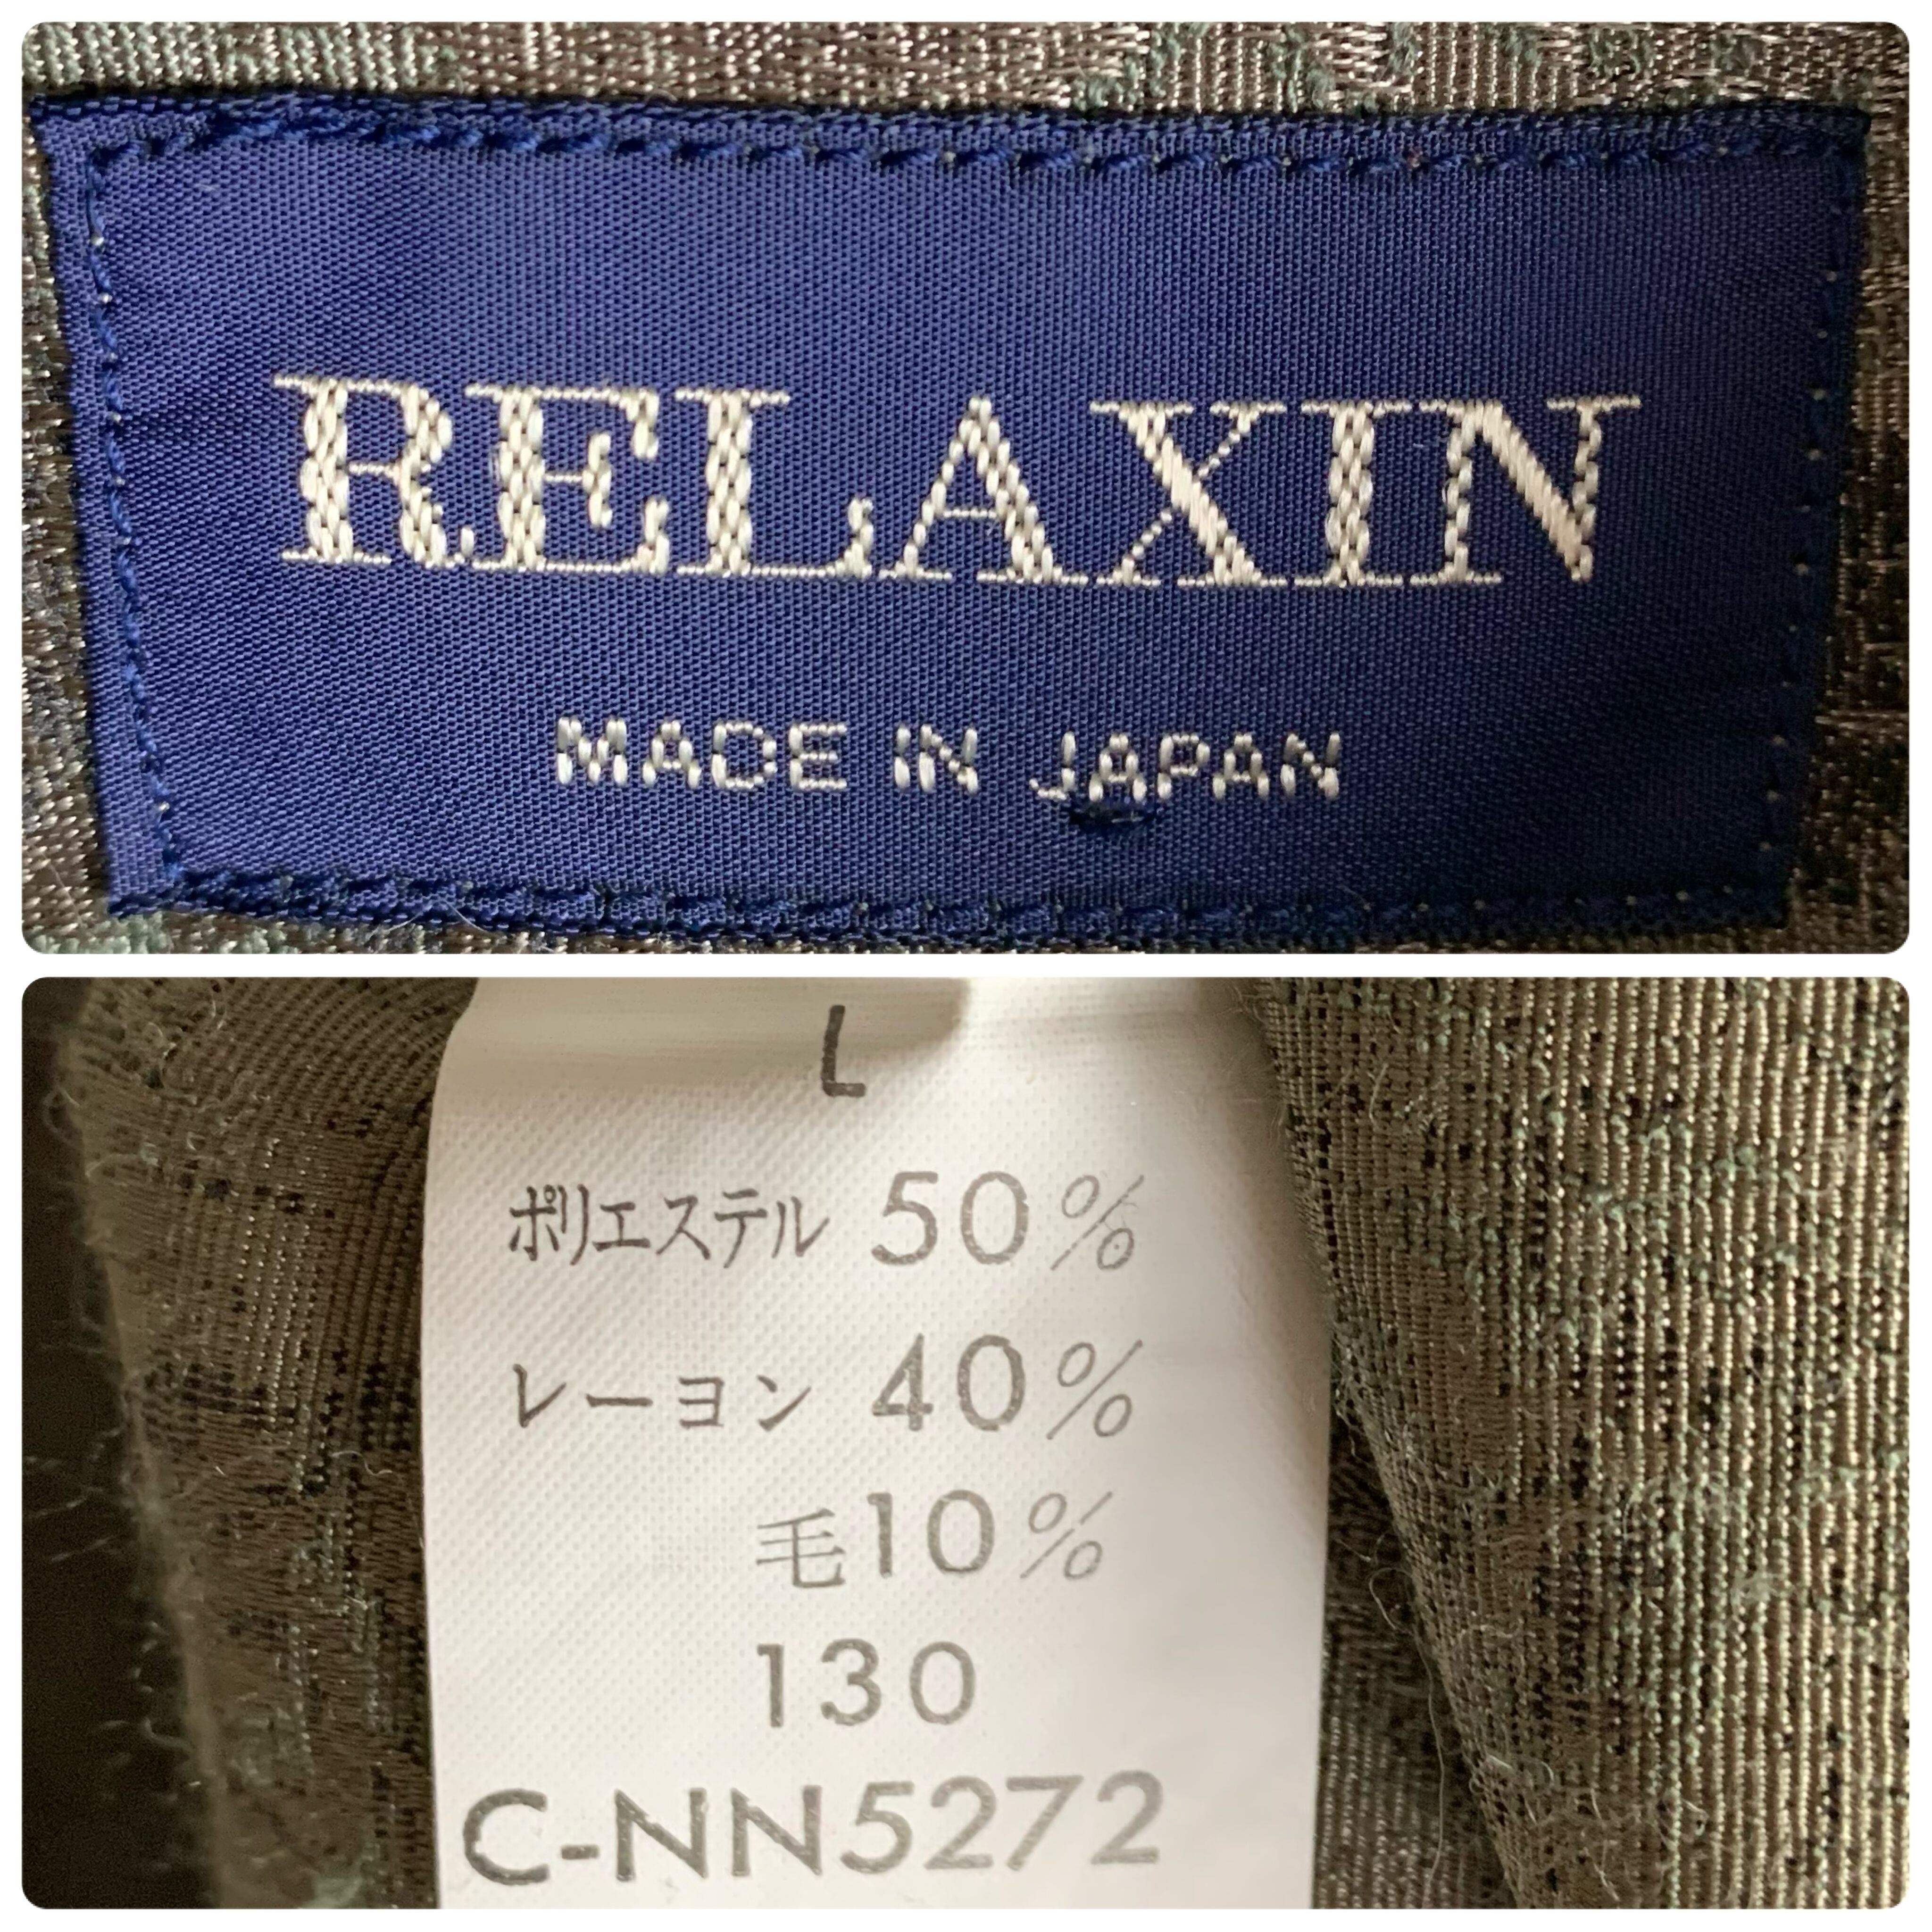 RELAXIN
MADE IN JAPAN
L
ポリエステル 50%
レーヨン 40%
毛10%
130
C-NN5272